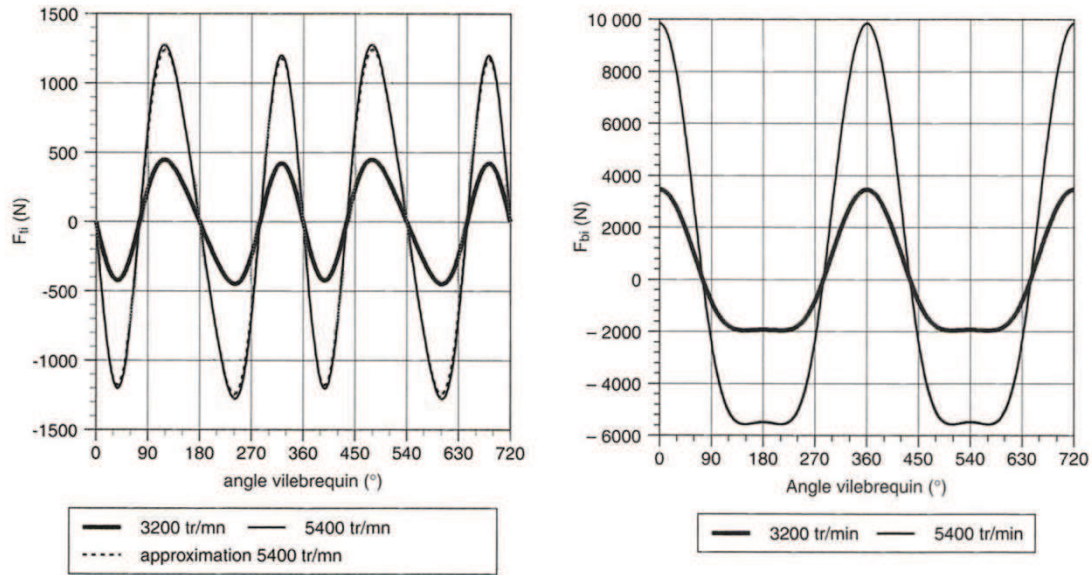 1500
1000
500
0
-500
-1000
-1500
F_ti (N)
0 90 180 270 360 450 540 630 720
angle vilebrequin (°)
3200 tr/mn 5400 tr/mn
approximation 5400 tr/mn
10 000
8000
6000
4000
2000
0
– 2000
– 4000
– 6000
F_bi (N)
0 90 180 270 360 450 540 630 720
Angle vilebrequin (°)
3200 tr/min 5400 tr/min